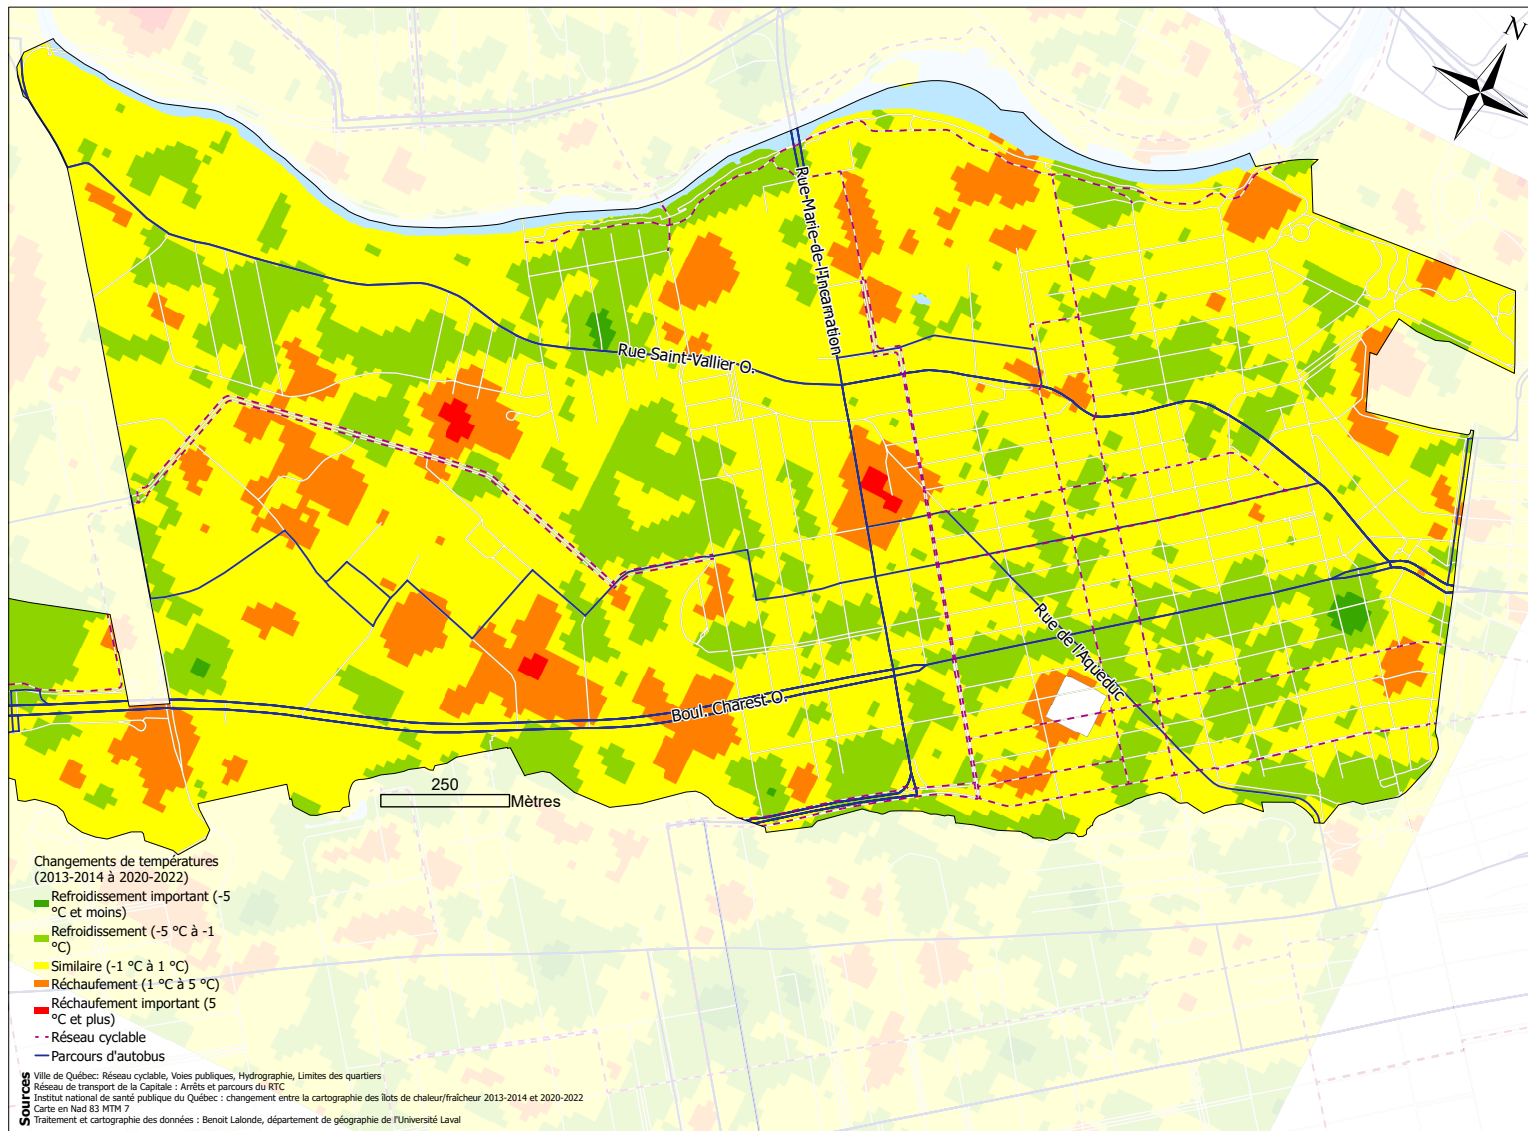 N
Rue-Marie-de-l'Incarnation
Rue Saint-Vallier O.
Rue de l'Aqueduc
Boul. Charest O.
250
Mètres
Changements de températures
(2013-2014 à 2020-2022)
Refroidissement important (-5
°C et moins)
Refroidissement (-5 °C à -1
°C)
Similaire (-1 °C à 1 °C)
Réchaufement (1 °C à 5 °C)
Réchaufement important (5
°C et plus)
Réseau cyclable
Parcours d'autobus
Sources
Ville de Québec: Réseau cyclable, Voies publiques, Hydrographie, Limites des quartiers
Réseau de transport de la Capitale : Arrêts et parcours du RTC
Institut national de santé publique du Québec : changement entre la cartographie des îlots de chaleur/fraîcheur 2013-2014 et 2020-2022
Carte en Nad 83 MTM 7
Traitement et cartographie des données : Benoit Lalonde, département de géographie de l'Université Laval